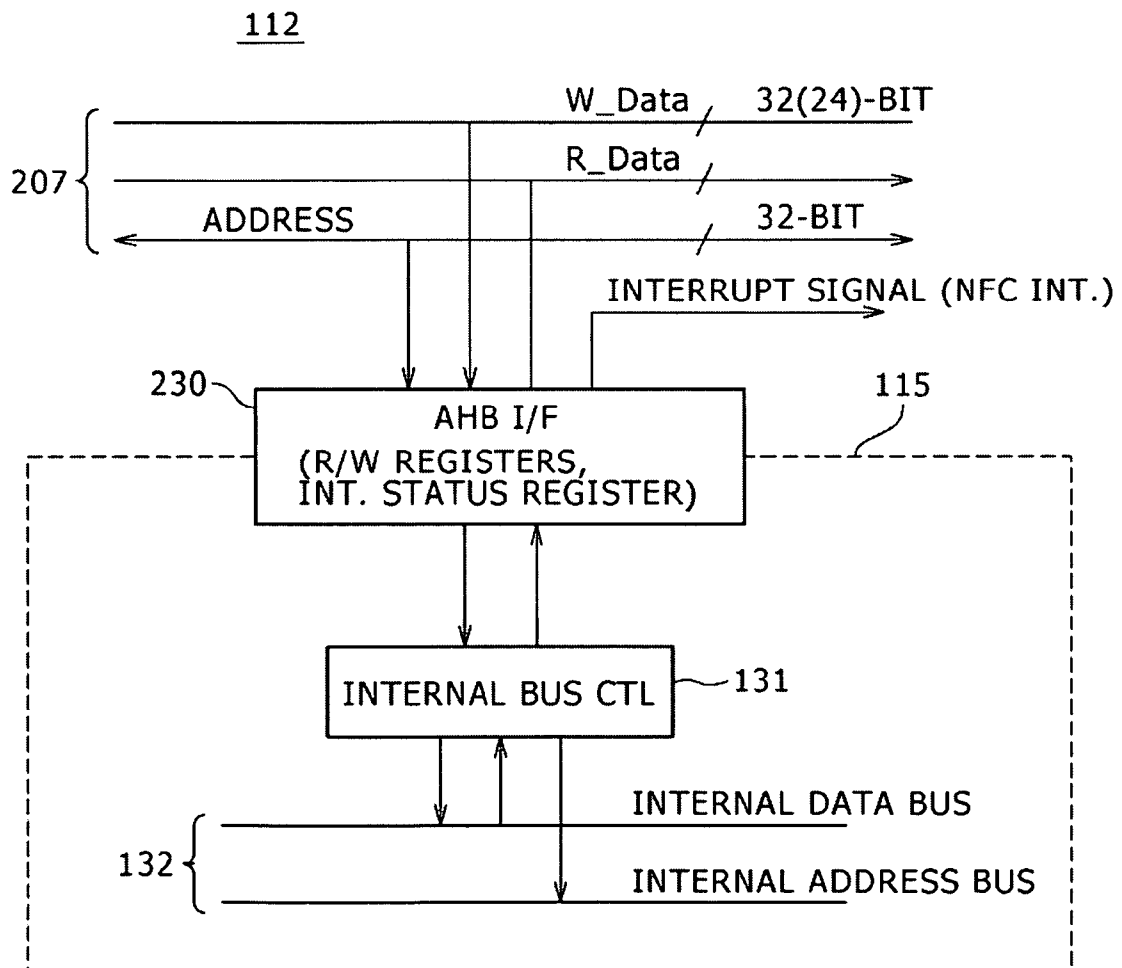 112
W_Data 32(24)-BIT
R_Data
207
ADDRESS 32-BIT
INTERRUPT SIGNAL (NFC INT.)
230
115
AHB I/F
(R/W REGISTERS,
INT. STATUS REGISTER)
INTERNAL BUS CTL
131
INTERNAL DATA BUS
132
INTERNAL ADDRESS BUS